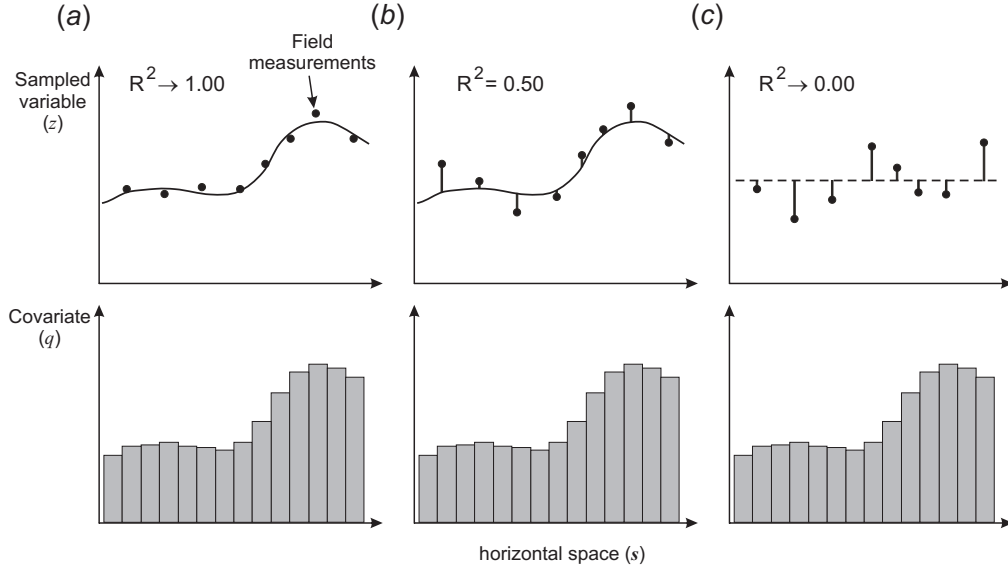 (a)
(b)
(c)
Field
measurements
Sampled
variable
(z)
R² → 1.00
R² = 0.50
R² → 0.00
Covariate
(q)
horizontal space (s)